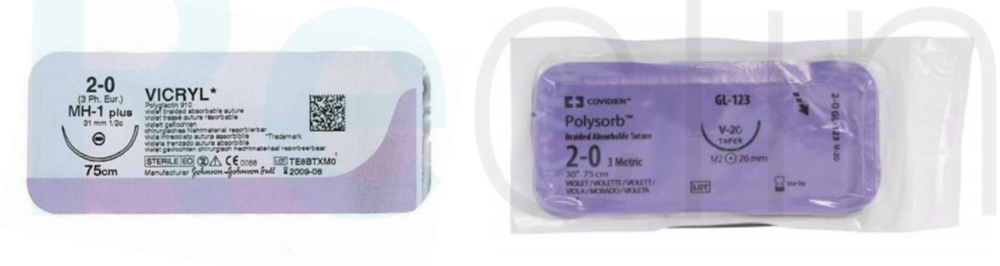 2-0
(3 Ph. Eur.)
MH-1 plus
31 mm 1/2c
75cm
VICRYL*
Polyglactin 910
violet braided absorbable suture
violet tressé suture résorbable
violett geflochten
chirurgisches Nahtmaterial resorbierbar
viola intrecciato sutura assorbibile
*Trademark
violeta trenzado sutura absorbible
violet gevlochten chirurgisch hechtmateriaal resorbeerbaar
STERILE EO
CE 0086
LOT TE8BTXM0
Manufacturer Johnson-Johnson Intl
2009-06
COVIDIEN™
Polysorb™
Braided Absorbable Suture
2-0 3 Metric
30" 75 cm
VIOLET / VIOLETTE / VIOLETT /
VIOLA / MORADO / VIOLETA
GL-123
V-20
TAPER
1/2 26 mm
LOT
Use by
2-0 GL-123 V-20